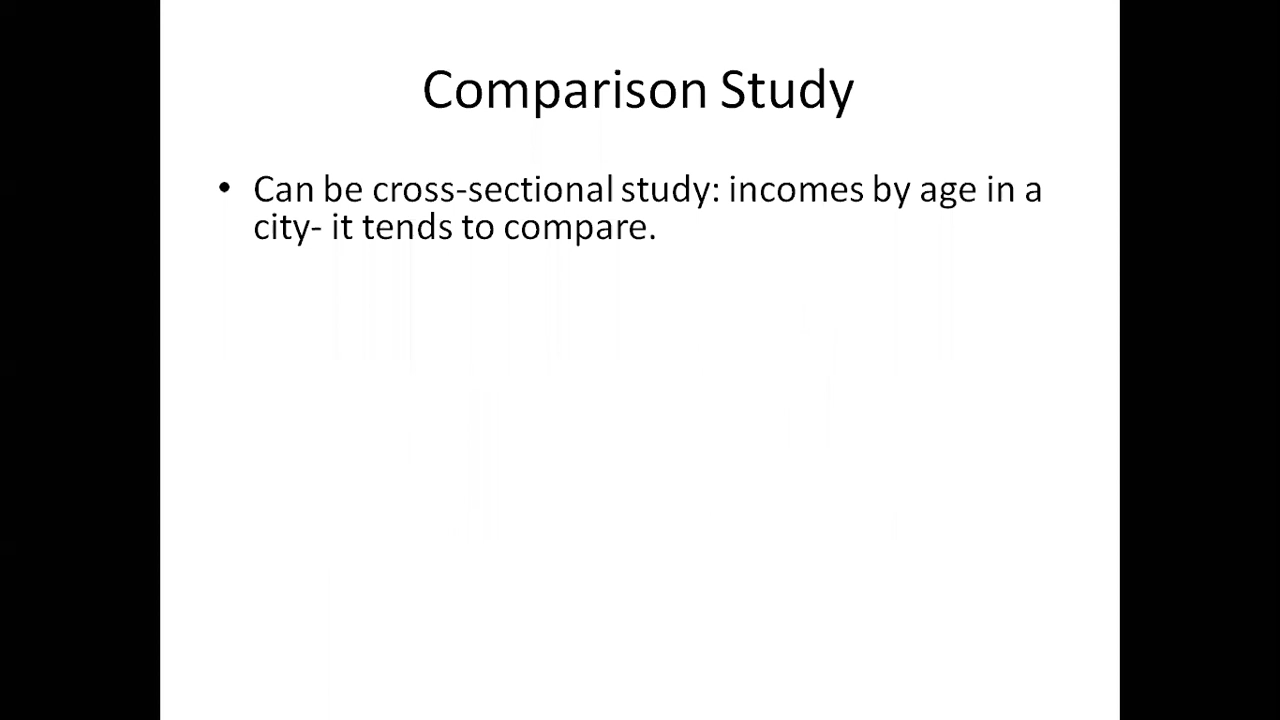 Comparison Study
• Can be cross-sectional study: incomes by age in a
city- it tends to compare.